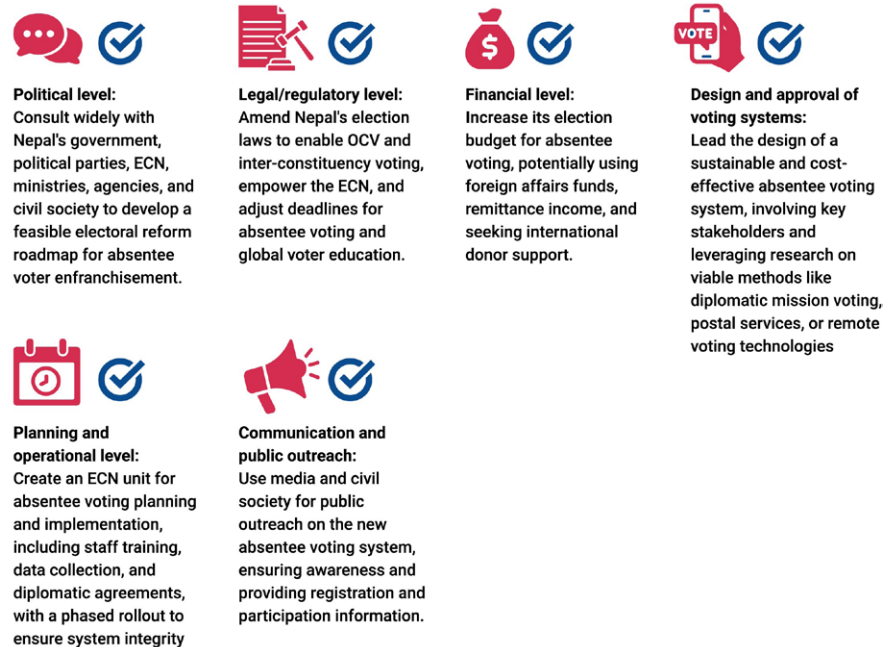 Political level:
Consult widely with
Nepal's government,
political parties, ECN,
ministries, agencies, and
civil society to develop a
feasible electoral reform
roadmap for absentee
voter enfranchisement.
Legal/regulatory level:
Amend Nepal's election
laws to enable OCV and
inter-constituency voting,
empower the ECN, and
adjust deadlines for
absentee voting and
global voter education.
Financial level:
Increase its election
budget for absentee
voting, potentially using
foreign affairs funds,
remittance income, and
seeking international
donor support.
VOTE
Design and approval of
voting systems:
Lead the design of a
sustainable and cost-
effective absentee voting
system, involving key
stakeholders and
leveraging research on
viable methods like
diplomatic mission voting,
postal services, or remote
voting technologies
Planning and
operational level:
Create an ECN unit for
absentee voting planning
and implementation,
including staff training,
data collection, and
diplomatic agreements,
with a phased rollout to
ensure system integrity
Communication and
public outreach:
Use media and civil
society for public
outreach on the new
absentee voting system,
ensuring awareness and
providing registration and
participation information.